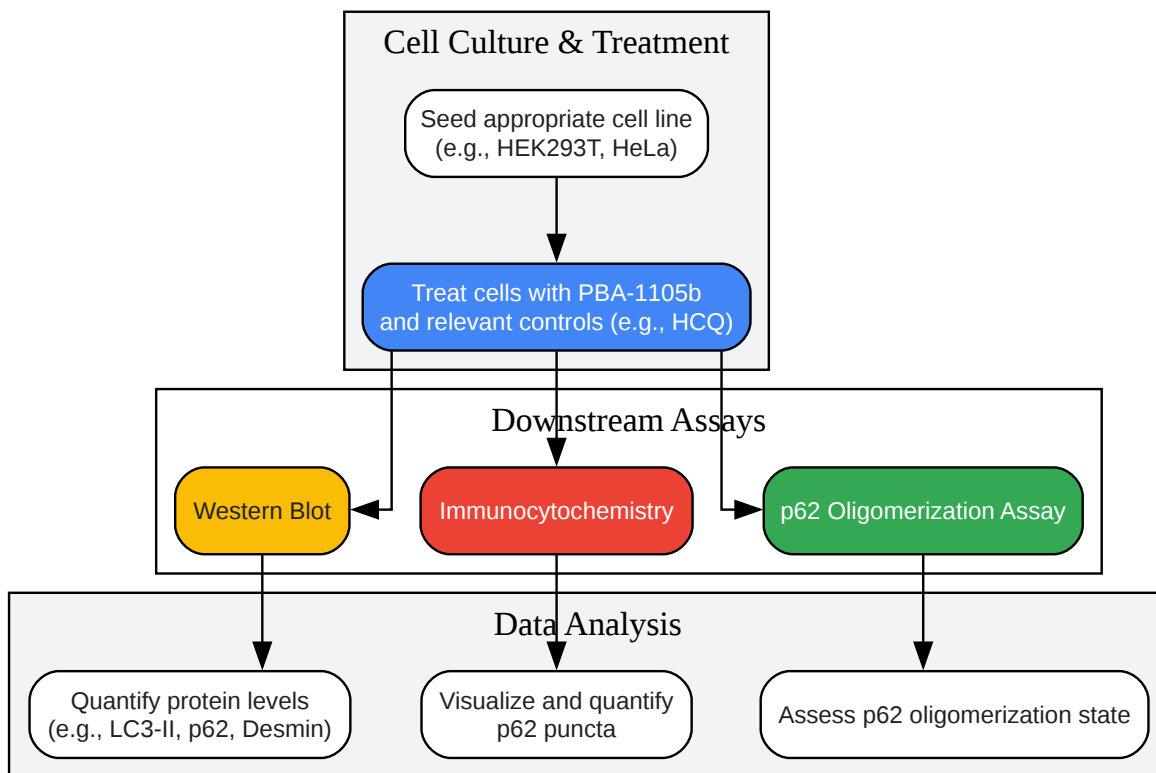 Cell Culture & Treatment
Seed appropriate cell line
(e.g., HEK293T, HeLa)
Treat cells with PBA-1105b
and relevant controls (e.g., HCQ)
Downstream Assays
Western Blot
Immunocytochemistry
p62 Oligomerization Assay
Data Analysis
Quantify protein levels
(e.g., LC3-II, p62, Desmin)
Visualize and quantify
p62 puncta
Assess p62 oligomerization state